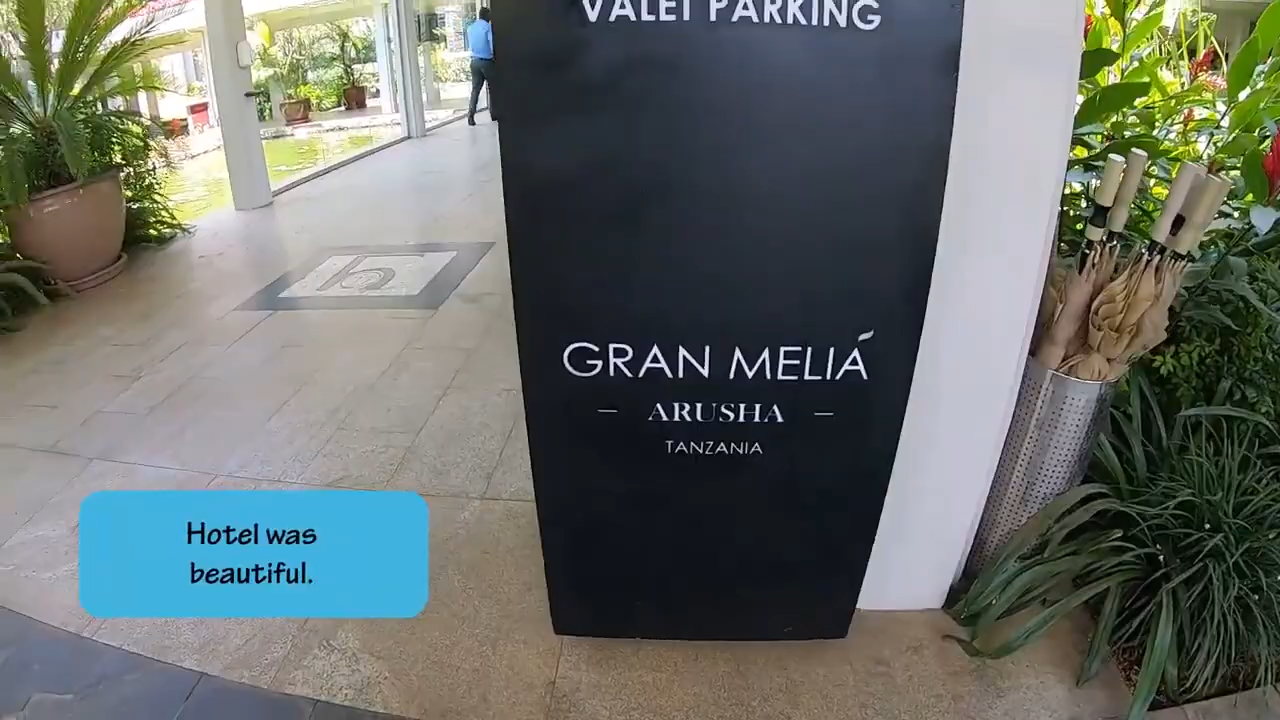 VALET PARKING
GRAN MELIÁ
— ARUSHA —
TANZANIA
Hotel was
beautiful.